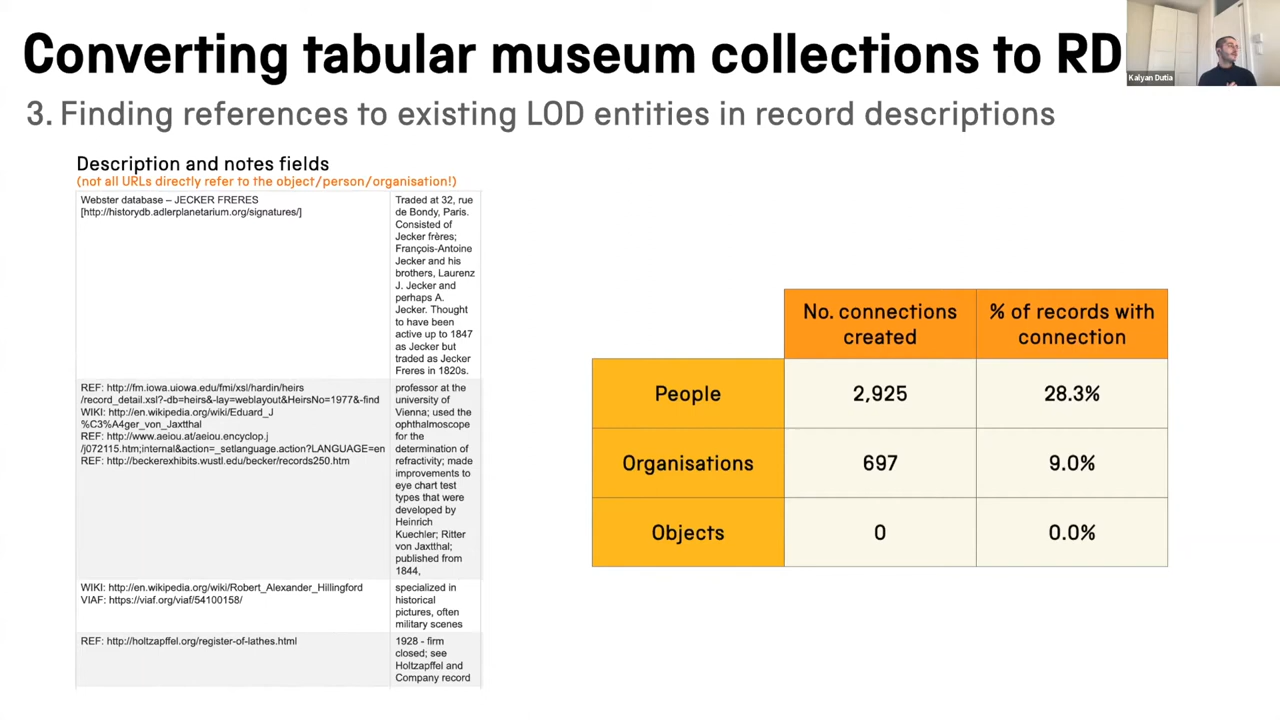 Converting tabular museum collections to RD
Kalyan Dutia
3. Finding references to existing LOD entities in record descriptions
Description and notes fields
(not all URLs directly refer to the object/person/organisation!)
Webster database – JECKER FRERES
[http://historydb.adlerplanetarium.org/signatures/]
Traded at 32, rue
de Bondy, Paris.
Consisted of
Jecker frères;
François-Antoine
Jecker and his
brothers, Laurenz
J. Jecker and
perhaps A.
Jecker. Thought
to have been
active up to 1847
as Jecker but
traded as Jecker
Freres in 1820s.
REF: http://fm.iowa.uiowa.edu/fmi/xsl/hardin/heirs
/record_detail.xsl?-db=heirs&-lay=weblayout&HeirsNo=1977&-find
WIKI: http://en.wikipedia.org/wiki/Eduard_J
%C3%A4ger_von_Jaxtthal
REF: http://www.aeiou.at/aeiou.encyclop.j
/j072115.htm;internal&action=_setlanguage.action?LANGUAGE=en
REF: http://beckerexhibits.wustl.edu/becker/records250.htm
professor at the
university of
Vienna; used the
ophthalmoscope
for the
determination of
refractivity; made
improvements to
eye chart test
types that were
developed by
Heinrich
Kuechler; Ritter
von Jaxtthal;
published from
1844,
WIKI: http://en.wikipedia.org/wiki/Robert_Alexander_Hillingford
VIAF: https://viaf.org/viaf/54100158/
specialized in
historical
pictures, often
military scenes
REF: http://holtzapffel.org/register-of-lathes.html
1928 - firm
closed; see
Holtzapffel and
Company record
No. connections
created
% of records with
connection
People
2,925
28.3%
Organisations
697
9.0%
Objects
0
0.0%